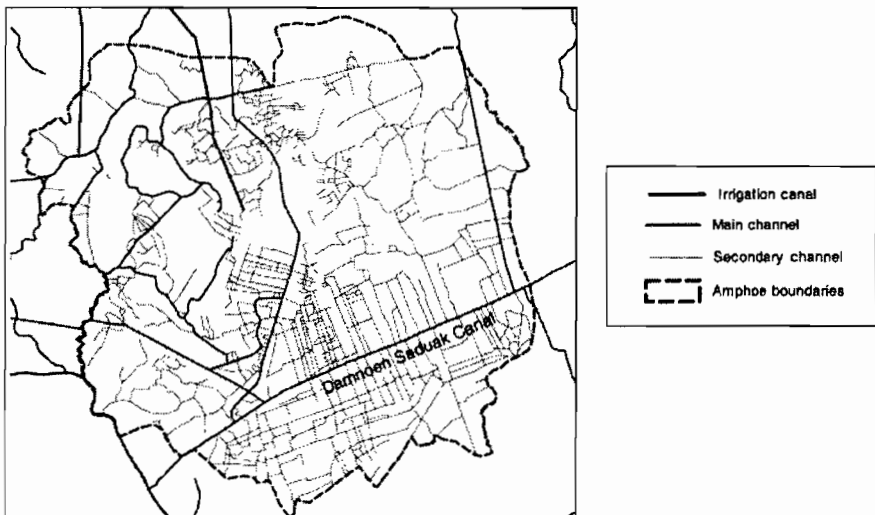 Irrigation canal
Main channel
Secondary channel
Amphoe boundaries
Damnoen Saduak Canal